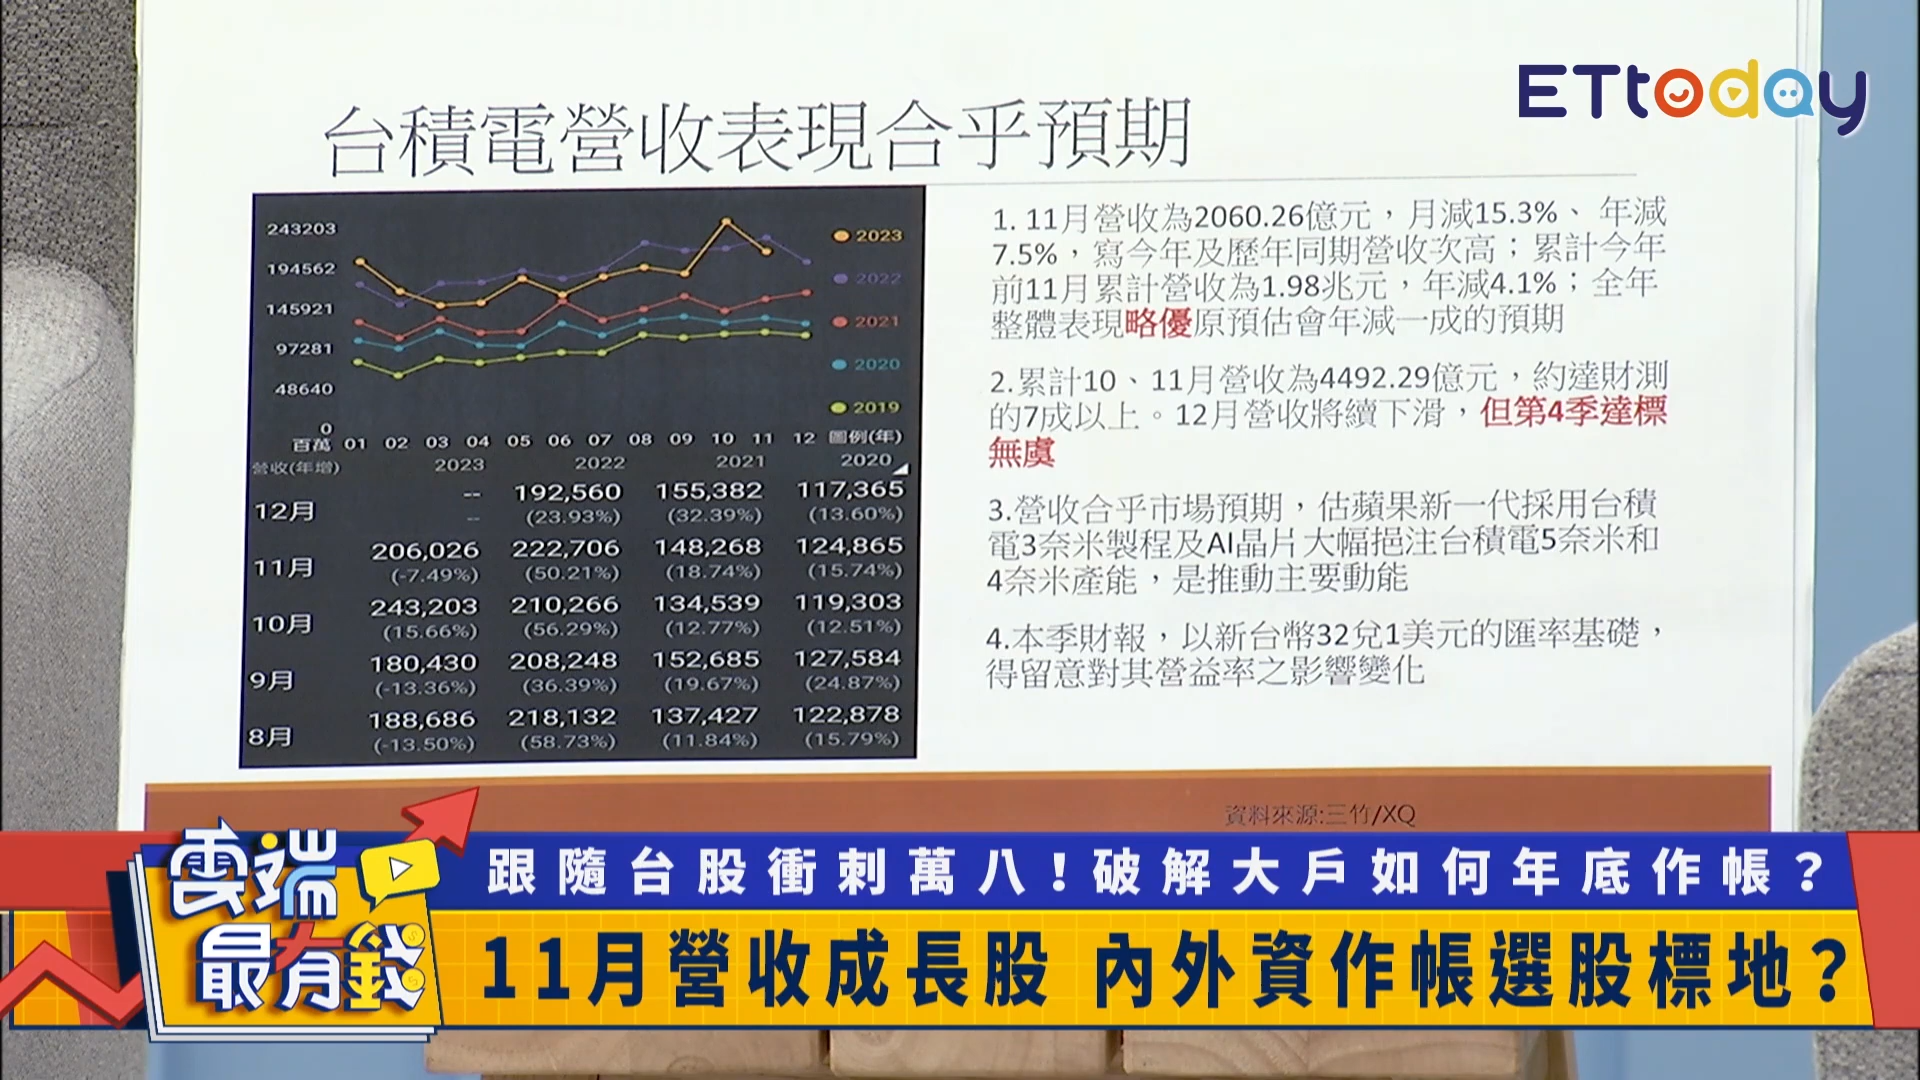 ETtoday
台積電營收表現合乎預期
243203
194562
145921
97281
48640
0
百萬 01 02 03 04 05 06 07 08 09 10 11 12 圖例(年)
2023
2022
2021
2020
2019
營收(年增) 2023 2022 2021 2020
12月 -- 192,560 155,382 117,365
-- (23.93%) (32.39%) (13.60%)
11月 206,026 222,706 148,268 124,865
(-7.49%) (50.21%) (18.74%) (15.74%)
10月 243,203 210,266 134,539 119,303
(15.66%) (56.29%) (12.77%) (12.51%)
9月 180,430 208,248 152,685 127,584
(-13.36%) (36.39%) (19.67%) (24.87%)
8月 188,686 218,132 137,427 122,878
(-13.50%) (58.73%) (11.84%) (15.79%)
1. 11月營收為2060.26億元，月減15.3%、年減
7.5%，寫今年及歷年同期營收次高；累計今年
前11月累計營收為1.98兆元，年減4.1%；全年
整體表現略優原預估會年減一成的預期
2.累計10、11月營收為4492.29億元，約達財測
的7成以上。12月營收將續下滑，但第4季達標
無虞
3.營收合乎市場預期，估蘋果新一代採用台積
電3奈米製程及AI晶片大幅挹注台積電5奈米和
4奈米產能，是推動主要動能
4.本季財報，以新台幣32兌1美元的匯率基礎，
得留意對其營益率之影響變化
資料來源:三竹/XQ
雲端
最有錢
跟隨台股衝刺萬八！破解大戶如何年底作帳？
11月營收成長股 內外資作帳選股標地？